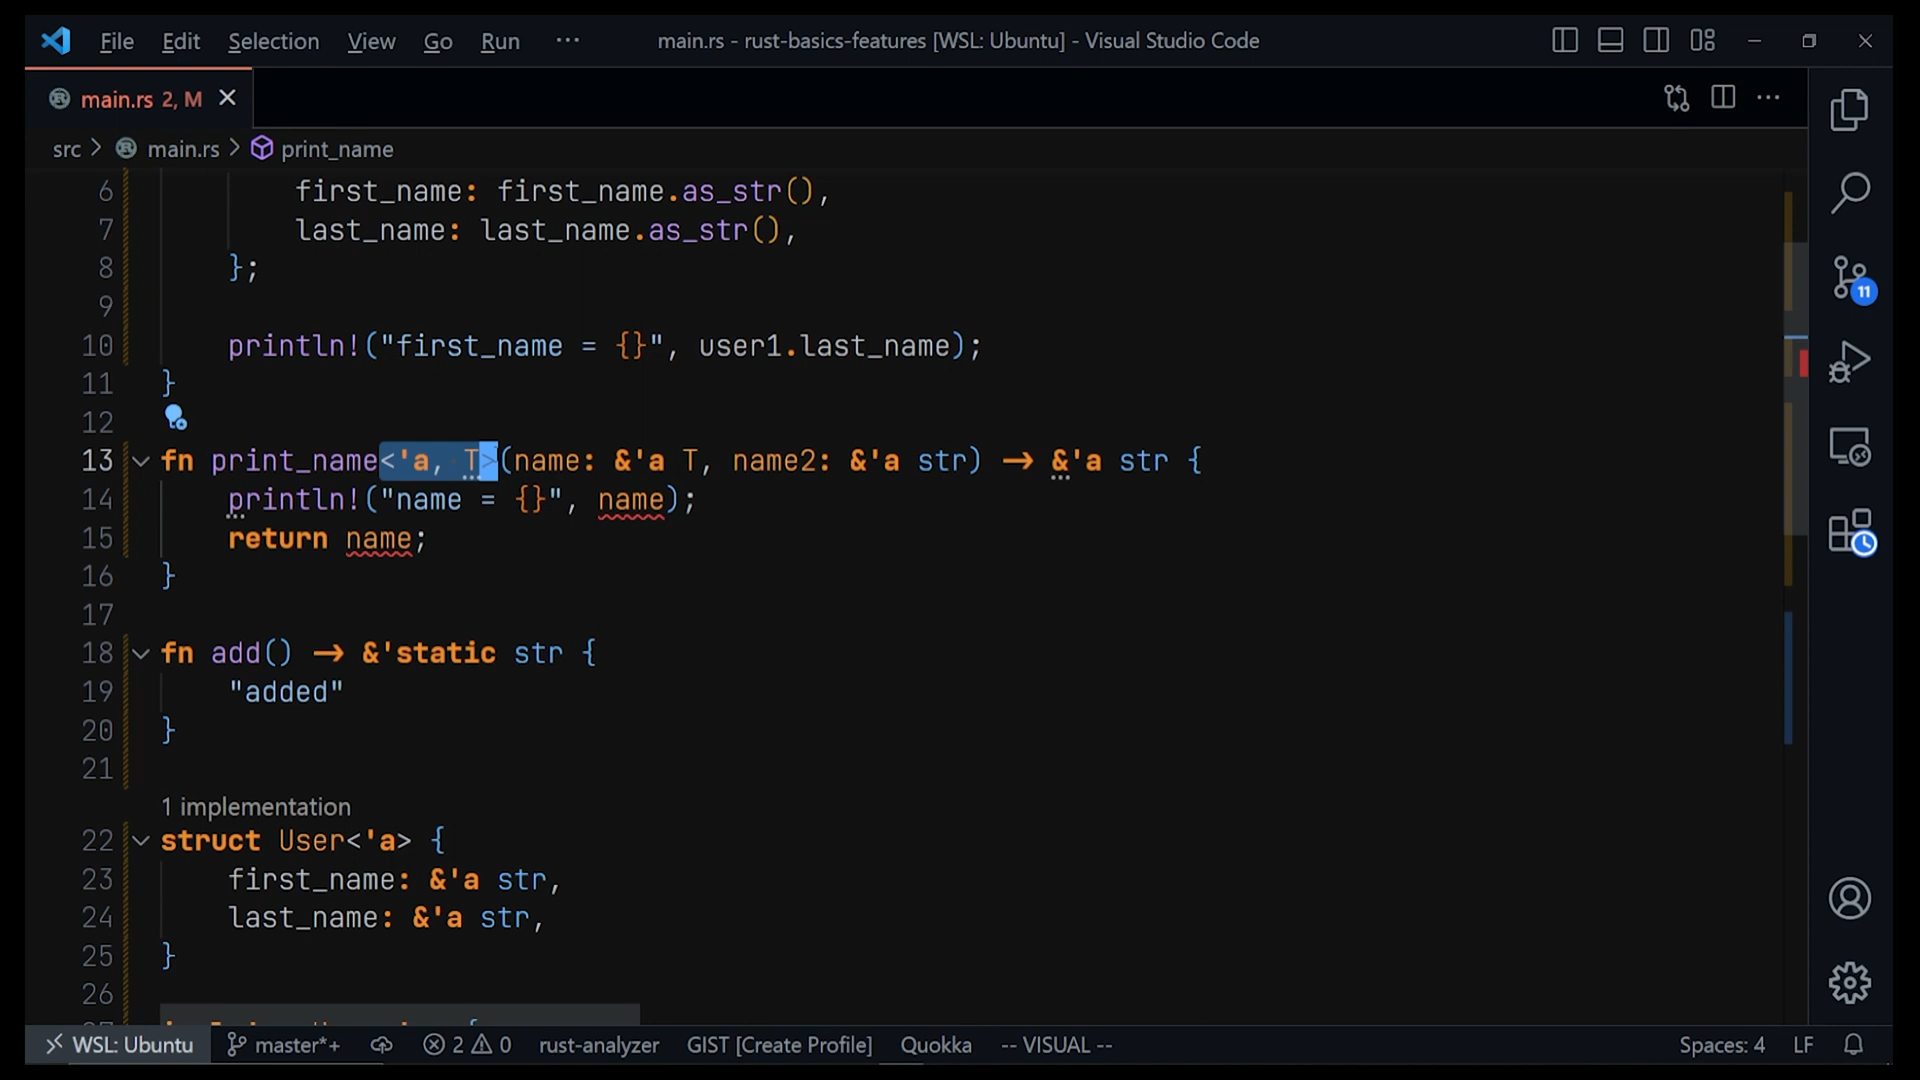 File Edit Selection View Go Run ··· main.rs - rust-basics-features [WSL: Ubuntu] - Visual Studio Code
main.rs 2, M
src > main.rs > print_name
6 first_name: first_name.as_str(),
7 last_name: last_name.as_str(),
8 };
9
10 println!("first_name = {}", user1.last_name);
11 }
12
13 fn print_name<'a, T>(name: &'a T, name2: &'a str) → &'a str {
14 println!("name = {}", name);
15 return name;
16 }
17
18 fn add() → &'static str {
19 "added"
20 }
21
1 implementation
22 struct User<'a> {
23 first_name: &'a str,
24 last_name: &'a str,
25 }
26
11
WSL: Ubuntu master*+ 2 0 rust-analyzer GIST [Create Profile] Quokka -- VISUAL -- Spaces: 4 LF